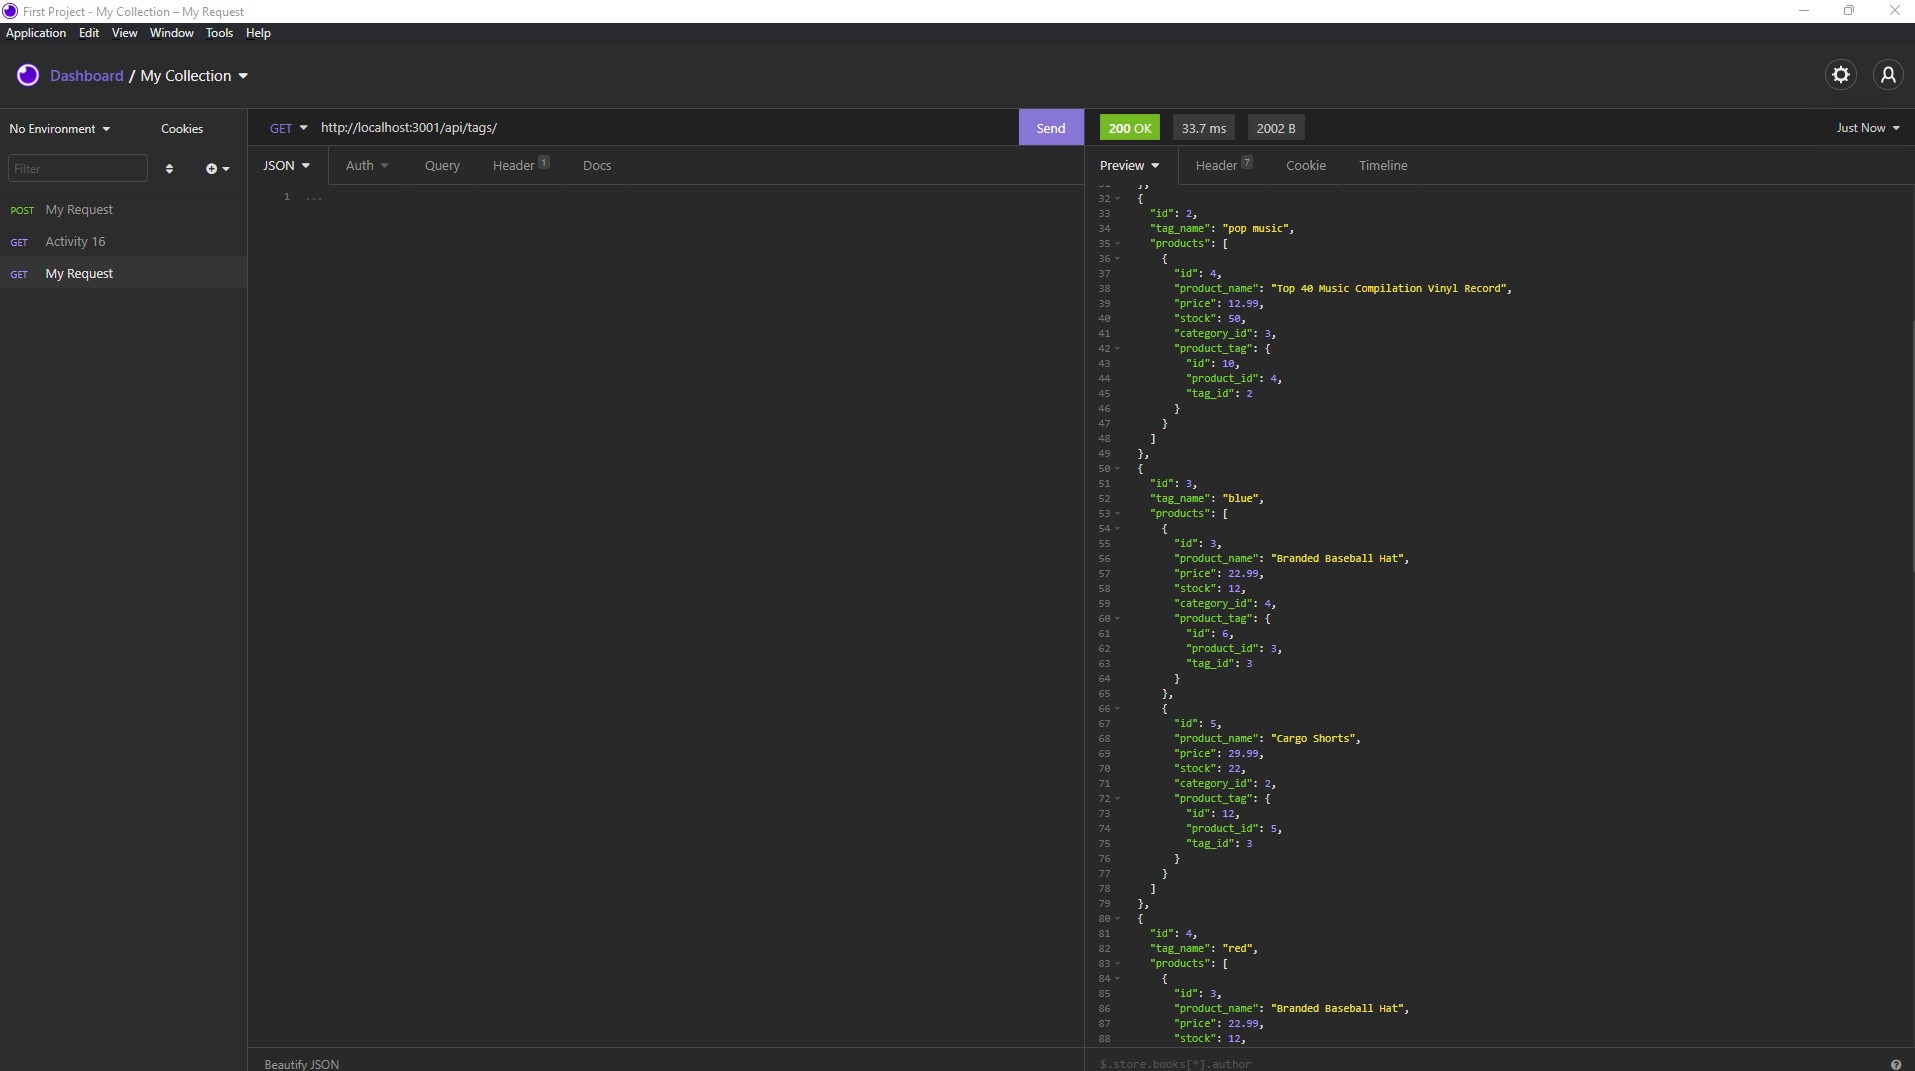 First Project - My Collection – My Request
Application Edit View Window Tools Help
Dashboard / My Collection
No Environment Cookies
GET http://localhost:3001/api/tags/ Send
200 OK 33.7 ms 2002 B Just Now
Filter
JSON Auth Query Header 1 Docs
Preview Header 7 Cookie Timeline
POST My Request
GET Activity 16
GET My Request
1 ...
31 },
32 {
33 "id": 2,
34 "tag_name": "pop music",
35 "products": [
36 {
37 "id": 4,
38 "product_name": "Top 40 Music Compilation Vinyl Record",
39 "price": 12.99,
40 "stock": 50,
41 "category_id": 3,
42 "product_tag": {
43 "id": 10,
44 "product_id": 4,
45 "tag_id": 2
46 }
47 }
48 ]
49 },
50 {
51 "id": 3,
52 "tag_name": "blue",
53 "products": [
54 {
55 "id": 3,
56 "product_name": "Branded Baseball Hat",
57 "price": 22.99,
58 "stock": 12,
59 "category_id": 4,
60 "product_tag": {
61 "id": 6,
62 "product_id": 3,
63 "tag_id": 3
64 }
65 },
66 {
67 "id": 5,
68 "product_name": "Cargo Shorts",
69 "price": 29.99,
70 "stock": 22,
71 "category_id": 2,
72 "product_tag": {
73 "id": 12,
74 "product_id": 5,
75 "tag_id": 3
76 }
77 }
78 ]
79 },
80 {
81 "id": 4,
82 "tag_name": "red",
83 "products": [
84 {
85 "id": 3,
86 "product_name": "Branded Baseball Hat",
87 "price": 22.99,
88 "stock": 12,
Beautify JSON
$.store.books[*].author